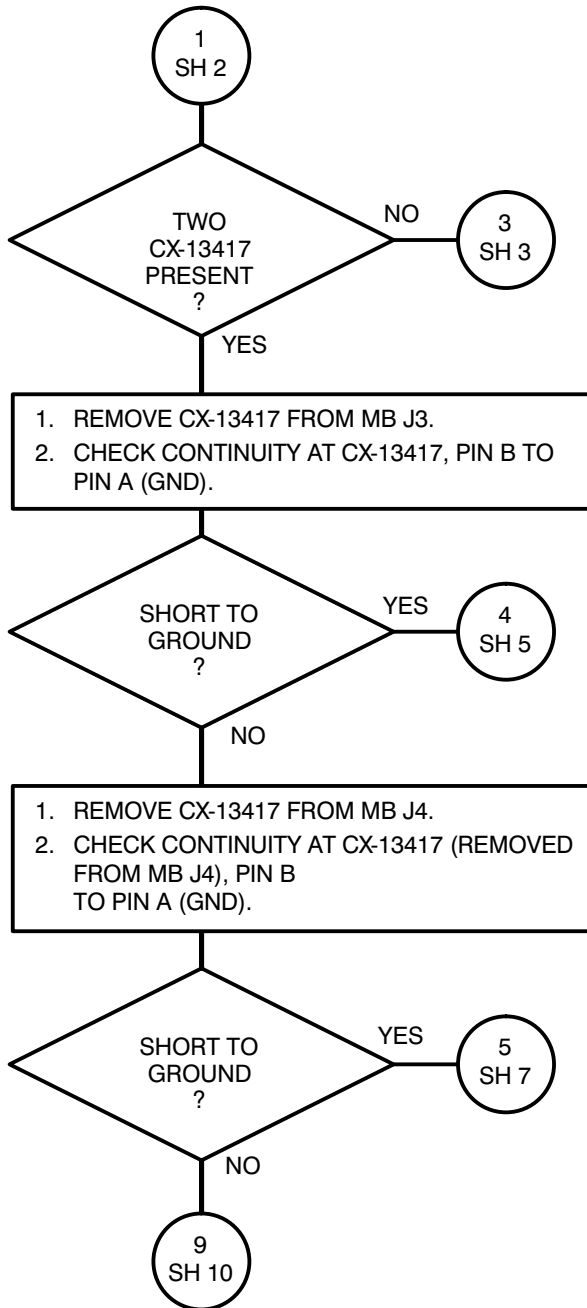 1
SH 2
TWO
CX-13417
PRESENT
?
NO
3
SH 3
YES
1. REMOVE CX-13417 FROM MB J3.
2. CHECK CONTINUITY AT CX-13417, PIN B TO
PIN A (GND).
SHORT TO
GROUND
?
YES
4
SH 5
NO
1. REMOVE CX-13417 FROM MB J4.
2. CHECK CONTINUITY AT CX-13417 (REMOVED
FROM MB J4), PIN B
TO PIN A (GND).
SHORT TO
GROUND
?
YES
5
SH 7
NO
9
SH 10